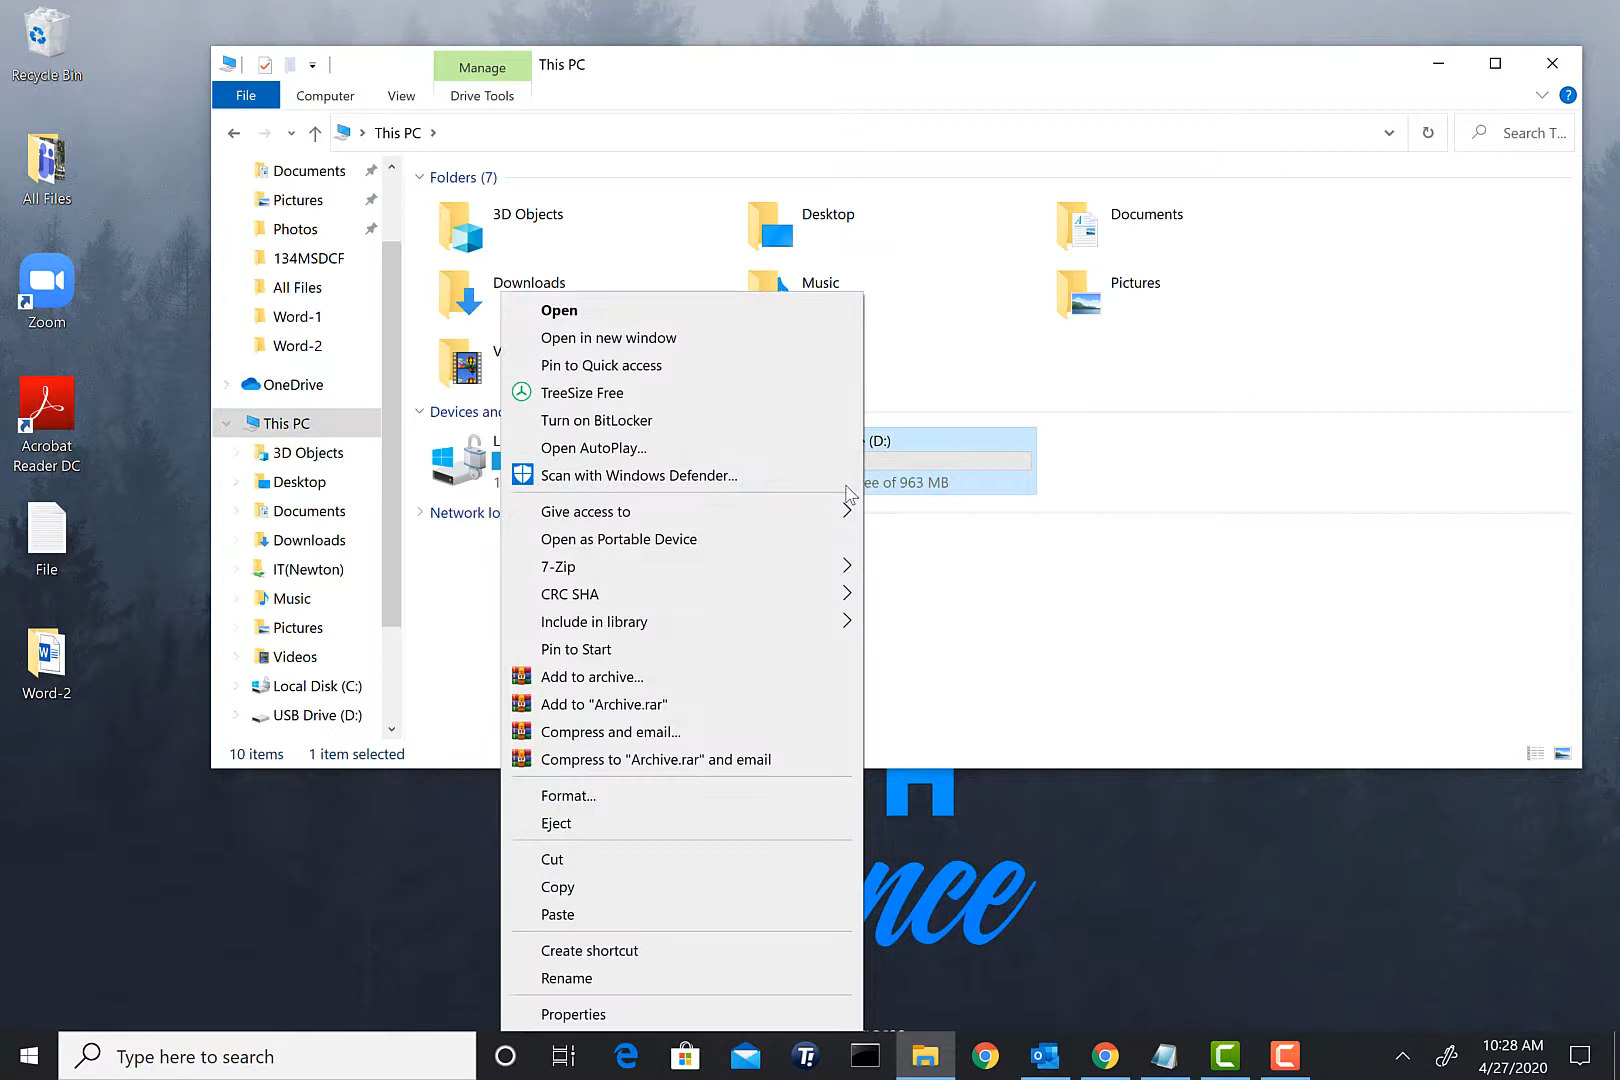 Recycle Bin
All Files
Zoom
Acrobat
Reader DC
File
Word-2
Manage
This PC
File
Computer
View
Drive Tools
This PC
Search T...
Documents
Pictures
Photos
134MSDCF
All Files
Word-1
Word-2
OneDrive
This PC
3D Objects
Desktop
Documents
Downloads
IT(Newton)
Music
Pictures
Videos
Local Disk (C:)
USB Drive (D:)
10 items
1 item selected
Folders (7)
3D Objects
Desktop
Documents
Downloads
Music
Pictures
V
Devices and
L
(D:)
ee of 963 MB
Network lo
Open
Open in new window
Pin to Quick access
TreeSize Free
Turn on BitLocker
Open AutoPlay...
Scan with Windows Defender...
Give access to
Open as Portable Device
7-Zip
CRC SHA
Include in library
Pin to Start
Add to archive...
Add to "Archive.rar"
Compress and email...
Compress to "Archive.rar" and email
Format...
Eject
Cut
Copy
Paste
Create shortcut
Rename
Properties
nce
Type here to search
10:28 AM
4/27/2020